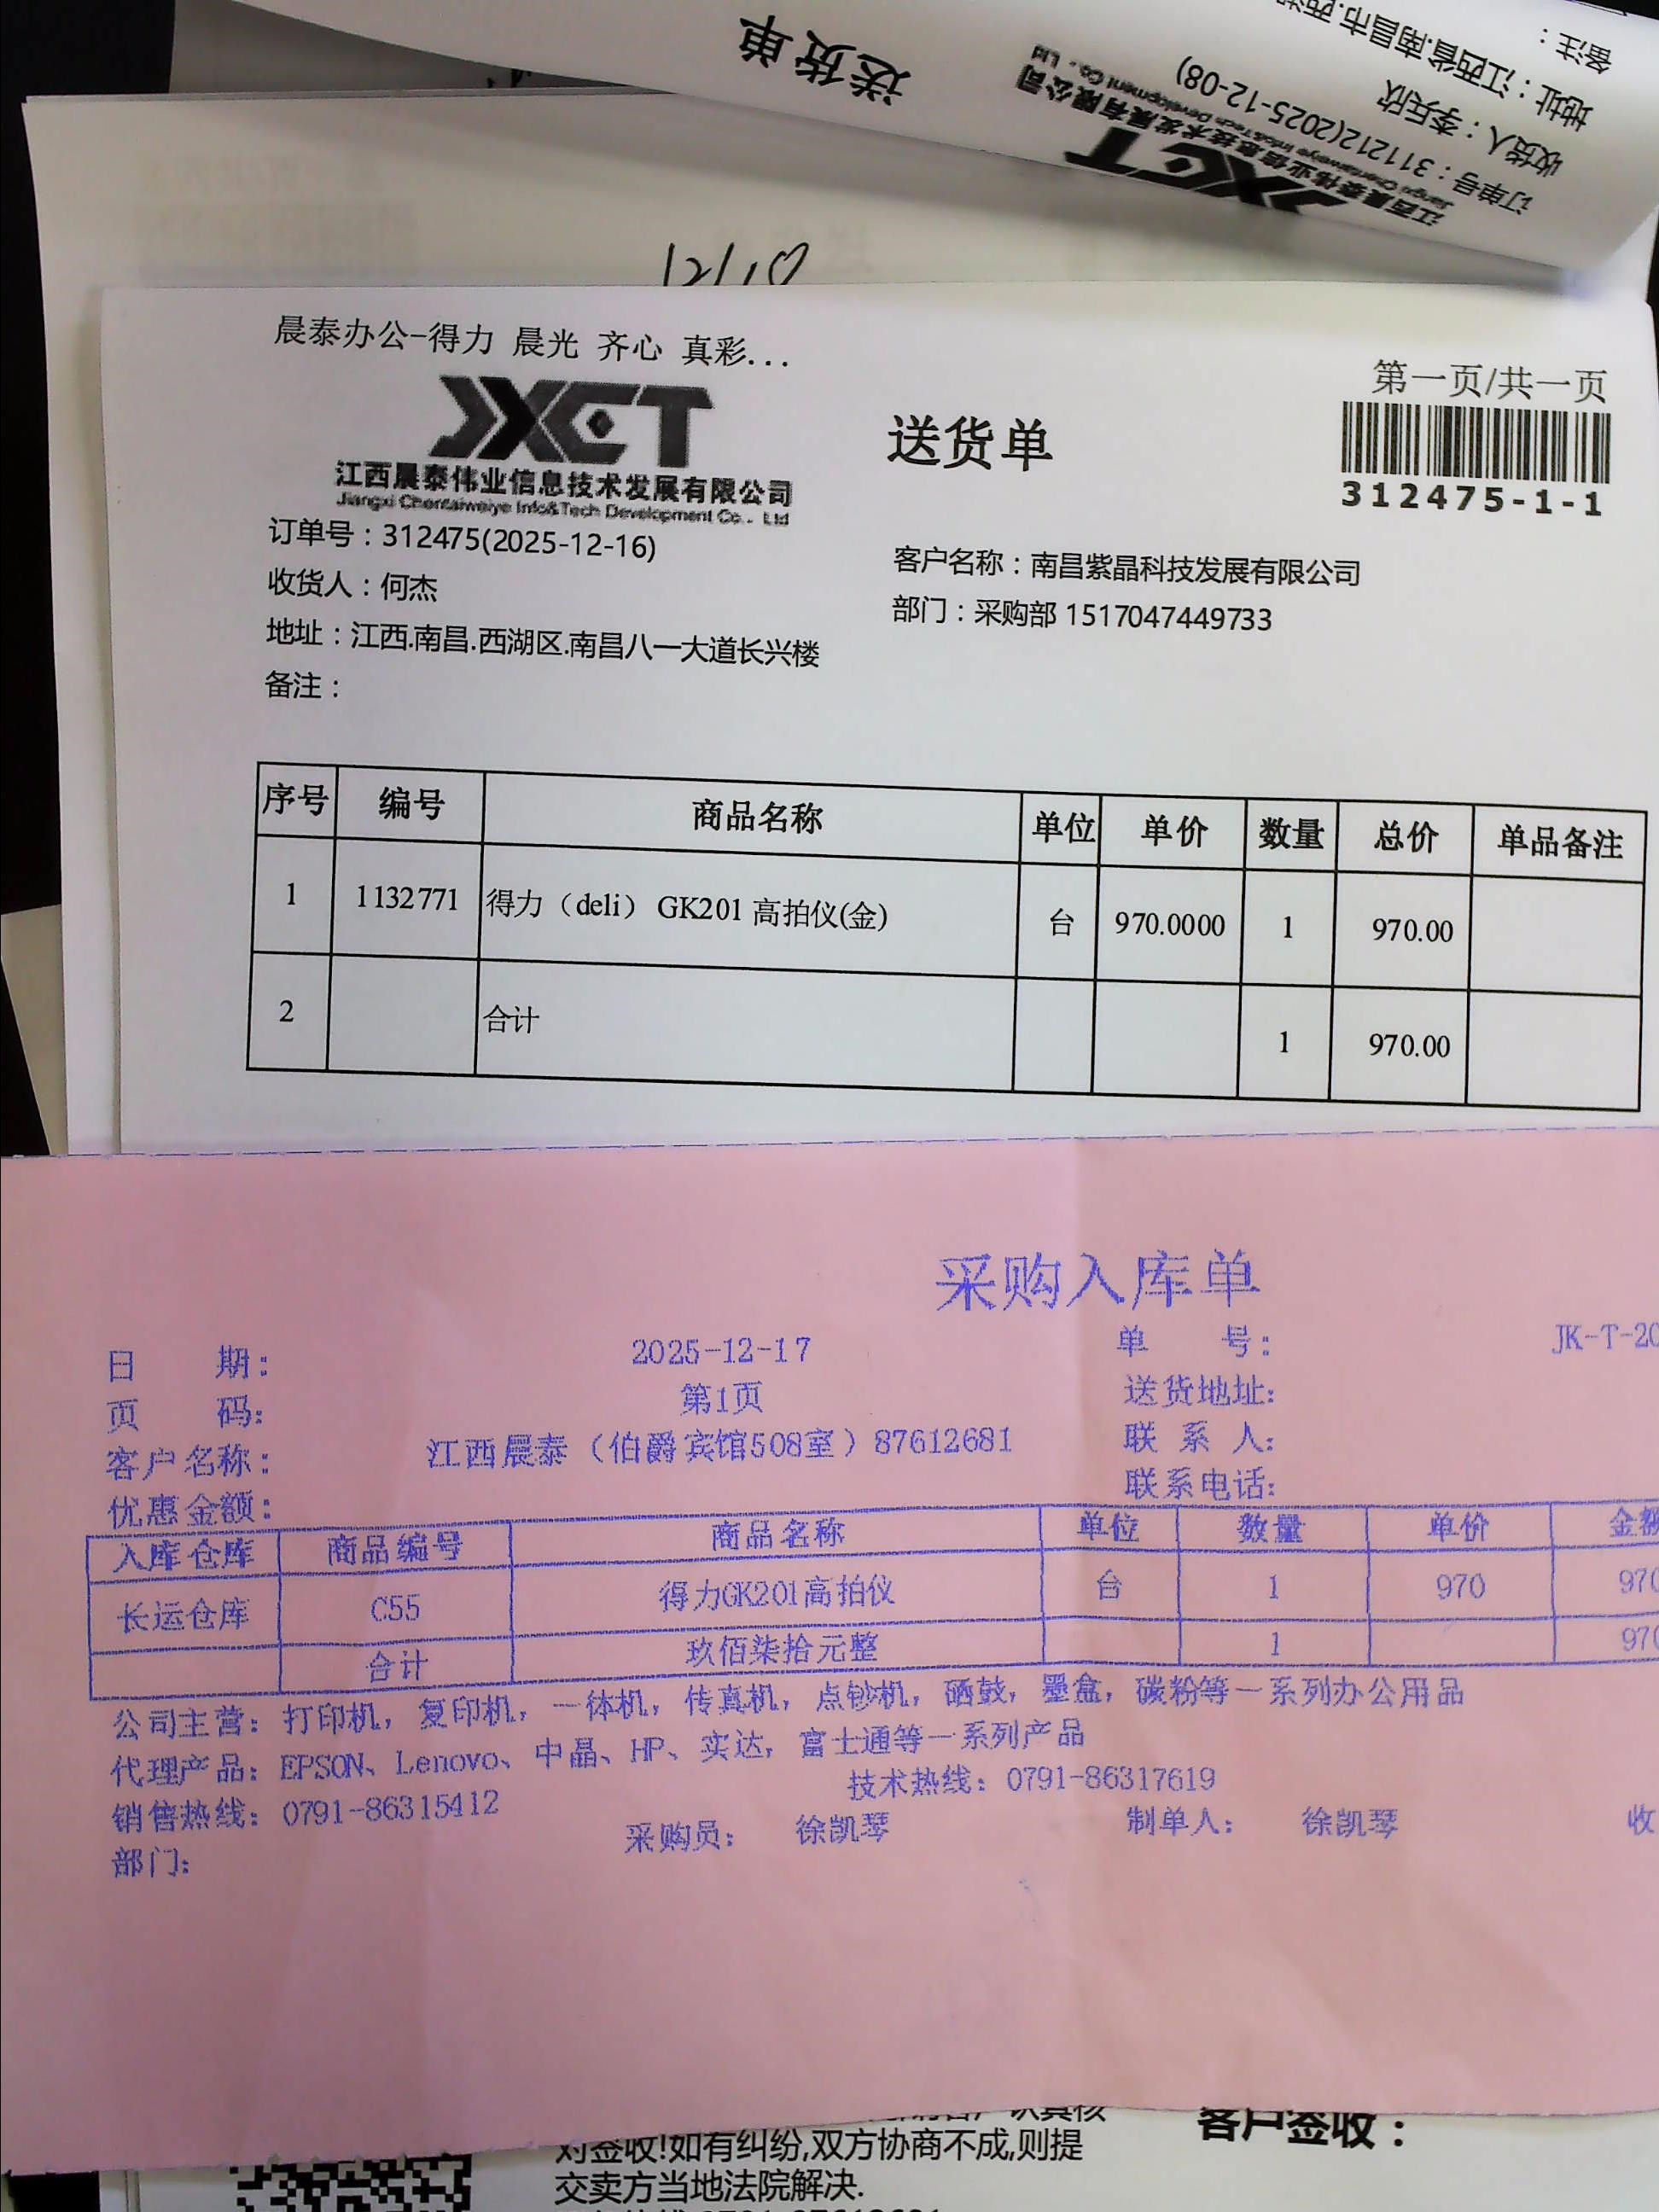 送货单
江西晨泰伟业信息技术发展有限公司
订单号：311212(2025-12-08)
收货人：李兵欣
地址：江西省.南昌市.西湖
备注：
12/10
晨泰办公-得力 晨光 齐心 真彩...
第一页/共一页
JXCT
江西晨泰伟业信息技术发展有限公司
Jiangxi Chentaiweiye Info&Tech Development Co., Ltd
送货单
312475-1-1
订单号：312475(2025-12-16)
客户名称：南昌紫晶科技发展有限公司
收货人：何杰
部门：采购部 1517047449733
地址：江西.南昌.西湖区.南昌八一大道长兴楼
备注：
序号 编号 商品名称 单位 单价 数量 总价 单品备注
1 1132771 得力（deli） GK201 高拍仪(金) 台 970.0000 1 970.00
2 合计 1 970.00
采购入库单
日 期： 2025-12-17 单 号： JK-T-20
页 码： 第1页 送货地址：
客户名称： 江西晨泰（伯爵宾馆508室）87612681 联 系 人：
优惠金额： 联系电话：
入库仓库 商品编号 商品名称 单位 数量 单价 金额
长运仓库 C55 得力GK201高拍仪 台 1 970 970
合计 玖佰柒拾元整 1 970
公司主营：打印机，复印机，一体机，传真机，点钞机，硒鼓，墨盒，碳粉等一系列办公用品
代理产品：EPSON、Lenovo、中晶、HP、实达，富士通等一系列产品
销售热线：0791-86315412 技术热线：0791-86317619
部门： 采购员： 徐凯琴 制单人： 徐凯琴 收
客户签收：
对签收!如有纠纷,双方协商不成,则提
交卖方当地法院解决.